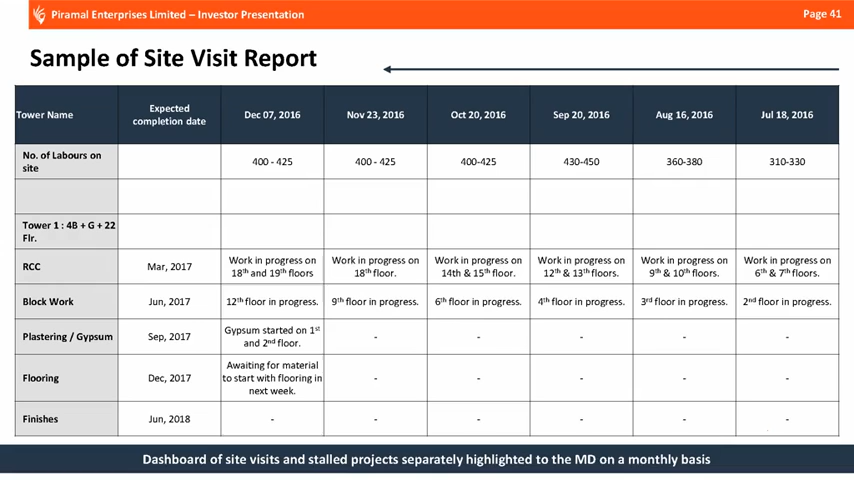 Piramal Enterprises Limited – Investor Presentation
Page 41
Sample of Site Visit Report
Tower Name
Expected
completion date
Dec 07, 2016
Nov 23, 2016
Oct 20, 2016
Sep 20, 2016
Aug 16, 2016
Jul 18, 2016
No. of Labours on
site
400 - 425
400 - 425
400-425
430-450
360-380
310-330
Tower 1 : 4B + G + 22
Flr.
RCC
Mar, 2017
Work in progress on
18th and 19th floors
Work in progress on
18th floor.
Work in progress on
14th & 15th floor.
Work in progress on
12th & 13th floors.
Work in progress on
9th & 10th floors.
Work in progress on
6th & 7th floors.
Block Work
Jun, 2017
12th floor in progress.
9th floor in progress.
6th floor in progress.
4th floor in progress.
3rd floor in progress.
2nd floor in progress.
Plastering / Gypsum
Sep, 2017
Gypsum started on 1st
and 2nd floor.
-
-
-
-
-
Flooring
Dec, 2017
Awaiting for material
to start with flooring in
next week.
-
-
-
-
-
Finishes
Jun, 2018
-
-
-
-
-
-
Dashboard of site visits and stalled projects separately highlighted to the MD on a monthly basis